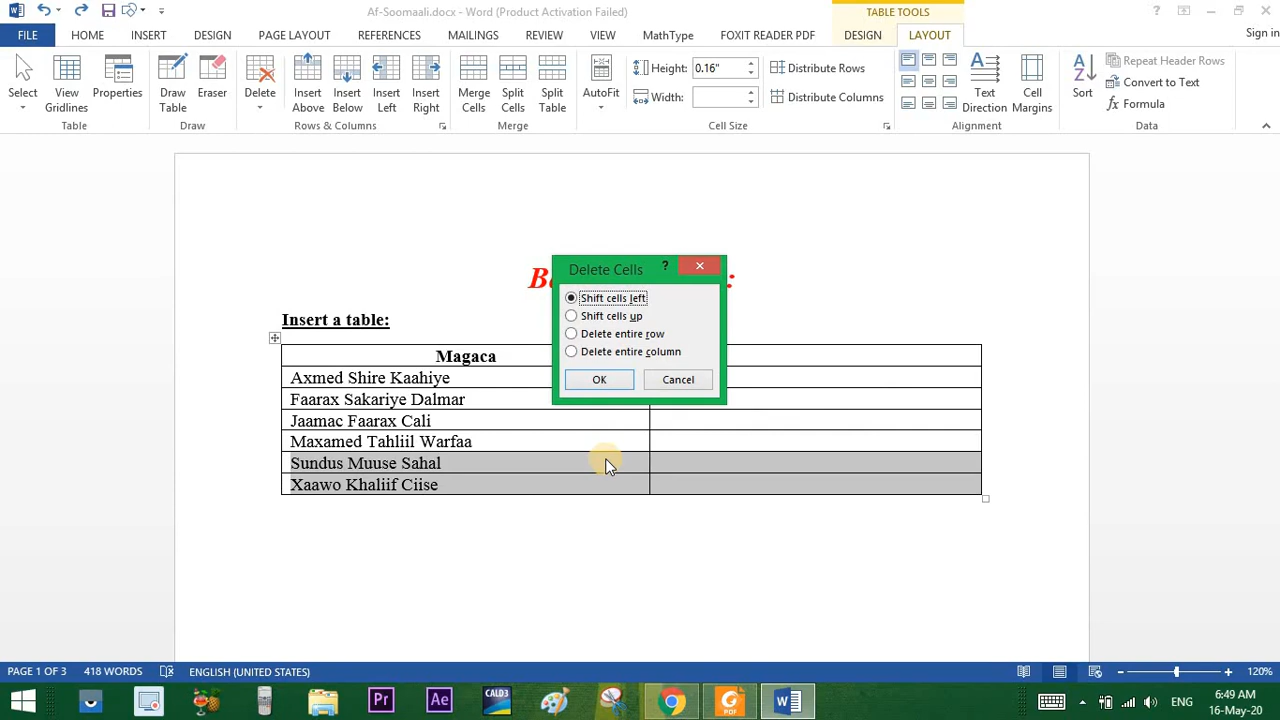 Af-Soomaali.docx - Word (Product Activation Failed)
TABLE TOOLS
?
FILE HOME INSERT DESIGN PAGE LAYOUT REFERENCES MAILINGS REVIEW VIEW MathType FOXIT READER PDF DESIGN LAYOUT
Sign in
Select
View Gridlines
Properties
Table
Draw Table
Eraser
Draw
Delete
Insert Above
Insert Below
Insert Left
Insert Right
Rows & Columns
Merge Cells
Split Cells
Split Table
Merge
AutoFit
Height: 0.16"
Width:
Distribute Rows
Distribute Columns
Cell Size
Text Direction
Cell Margins
Alignment
Sort
Repeat Header Rows
Convert to Text
Formula
Data
Insert a table:
Magaca
Axmed Shire Kaahiye
Faarax Sakariye Dalmar
Jaamac Faarax Cali
Maxamed Tahliil Warfaa
Sundus Muuse Sahal
Xaawo Khaliif Ciise
Delete Cells ?
Shift cells left
Shift cells up
Delete entire row
Delete entire column
OK Cancel
PAGE 1 OF 3 418 WORDS ENGLISH (UNITED STATES) 120%
Pr Ae CALD3 PDF
ENG
6:49 AM
16-May-20